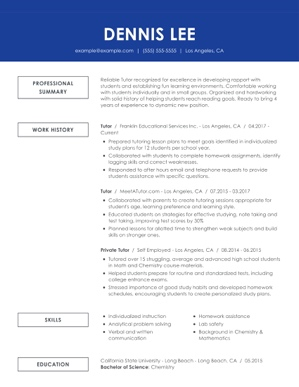 DENNIS LEE
example@example.com | (555) 555-5555 | Los Angeles, CA
PROFESSIONAL
SUMMARY
Reliable Tutor recognized for excellence in developing rapport with
students and establishing fun learning environments. Comfortable working
with students individually and in small groups. Organized and hardworking
with solid history of helping students reach reading goals. Ready to bring 4
years of experience to dynamic new position.
WORK HISTORY
Tutor / Franklin Educational Services Inc. - Los Angeles, CA / 04.2017 -
Current
Prepared tutoring lesson plans to meet goals identified in individualized
study plans for 12 students per school year.
Collaborated with students to complete homework assignments, identify
lagging skills and correct weaknesses.
Responded to after hours email and telephone requests to provide
students assistance with specific questions.
Tutor / MeetATutor.com - Los Angeles, CA / 07.2015 - 03.2017
Collaborated with parents to create tutoring sessions appropriate for
student's age, learning preference and learning style.
Educated students on strategies for effective studying, note taking and
test taking, improving test scores by 30%.
Planned lessons for allotted time to strengthen weak subjects and build
skills on stronger ones.
Private Tutor / Self Employed - Los Angeles, CA / 08.2014 - 06.2015
Tutored over 15 struggling, average and advanced high school students
in Math and Chemistry course materials.
Helped students prepare for routine and standardized tests, including
college entrance exams.
Stressed importance of good study habits and developed homework
schedules, encouraging students to create personalized study plans.
SKILLS
Individualized instruction
Analytical problem solving
Verbal and written
communication
Homework assistance
Lab safety
Background in Chemistry &
Mathematics
EDUCATION
California State University - Long Beach - Long Beach, CA / 05.2015
Bachelor of Science: Chemistry